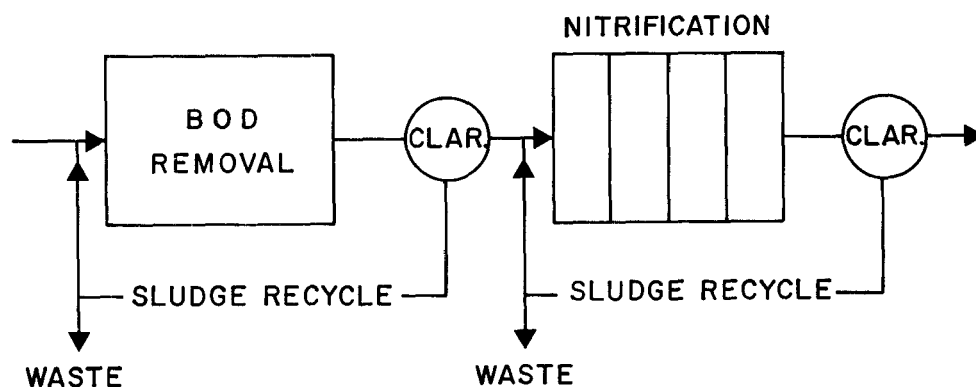 NITRIFICATION
BOD
REMOVAL
CLAR.
CLAR.
SLUDGE RECYCLE
SLUDGE RECYCLE
WASTE
WASTE